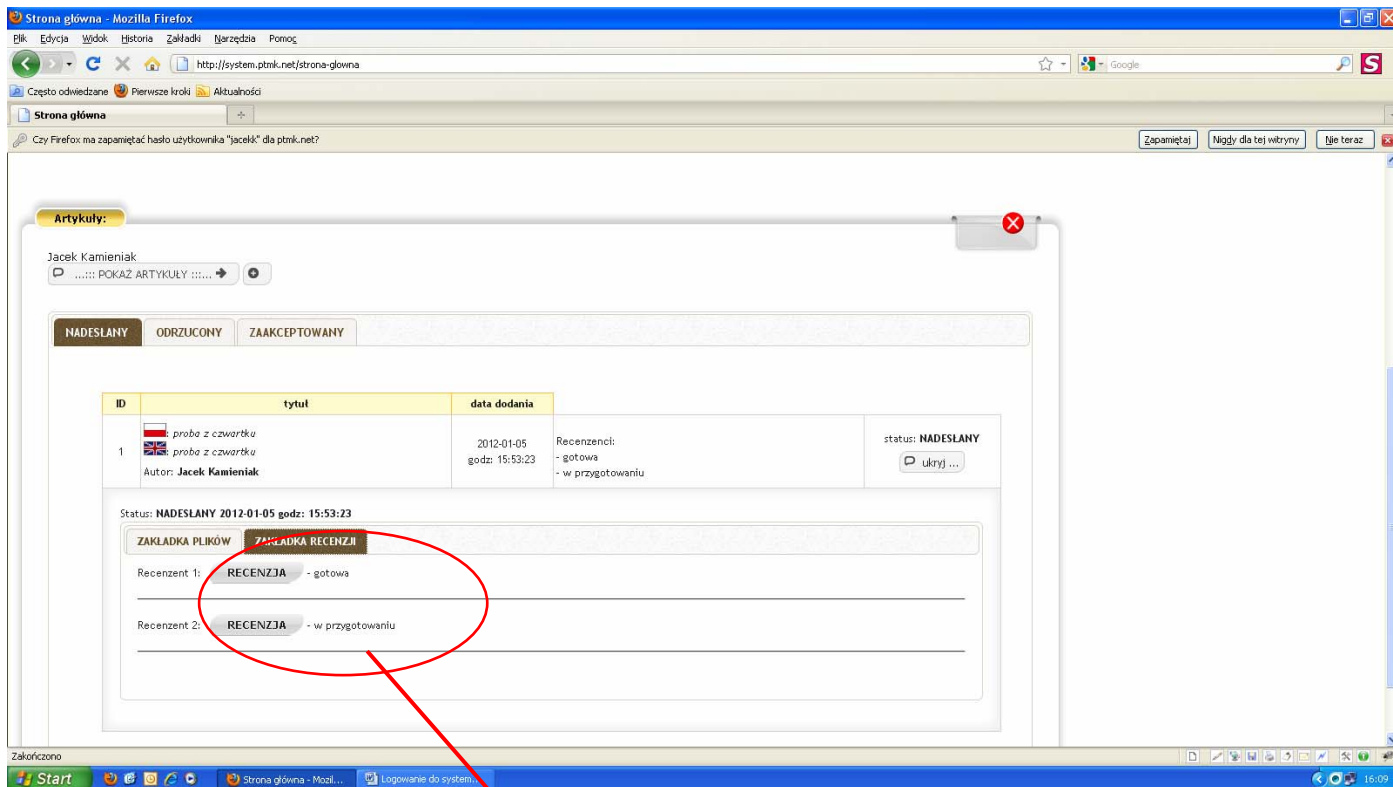 Strona główna - Mozilla Firefox
Plik Edycja Widok Historia Zakładki Narzędzia Pomoc
http://system.ptmk.net/strona-glowna
Google
S
Często odwiedzane Pierwsze kroki Aktualności
Strona główna
Czy Firefox ma zapamiętać hasło użytkownika "jacekk" dla ptmk.net? Zapamiętaj Nigdy dla tej witryny Nie teraz
Artykuły:
Jacek Kamieniak
...::: POKAŻ ARTYKUŁY :::...
NADESŁANY ODRZUCONY ZAAKCEPTOWANY
ID tytuł data dodania
1
: proba z czwartku
: proba z czwartku
Autor: Jacek Kamieniak
2012-01-05
godz: 15:53:23
Recenzenci:
- gotowa
- w przygotowaniu
status: NADESŁANY
ukryj ...
Status: NADESŁANY 2012-01-05 godz: 15:53:23
ZAKŁADKA PLIKÓW ZAKŁADKA RECENZJI
Recenzent 1: RECENZJA - gotowa
Recenzent 2: RECENZJA - w przygotowaniu
Zakończono
Start Strona główna - Mozil... Logowanie do system... 16:09